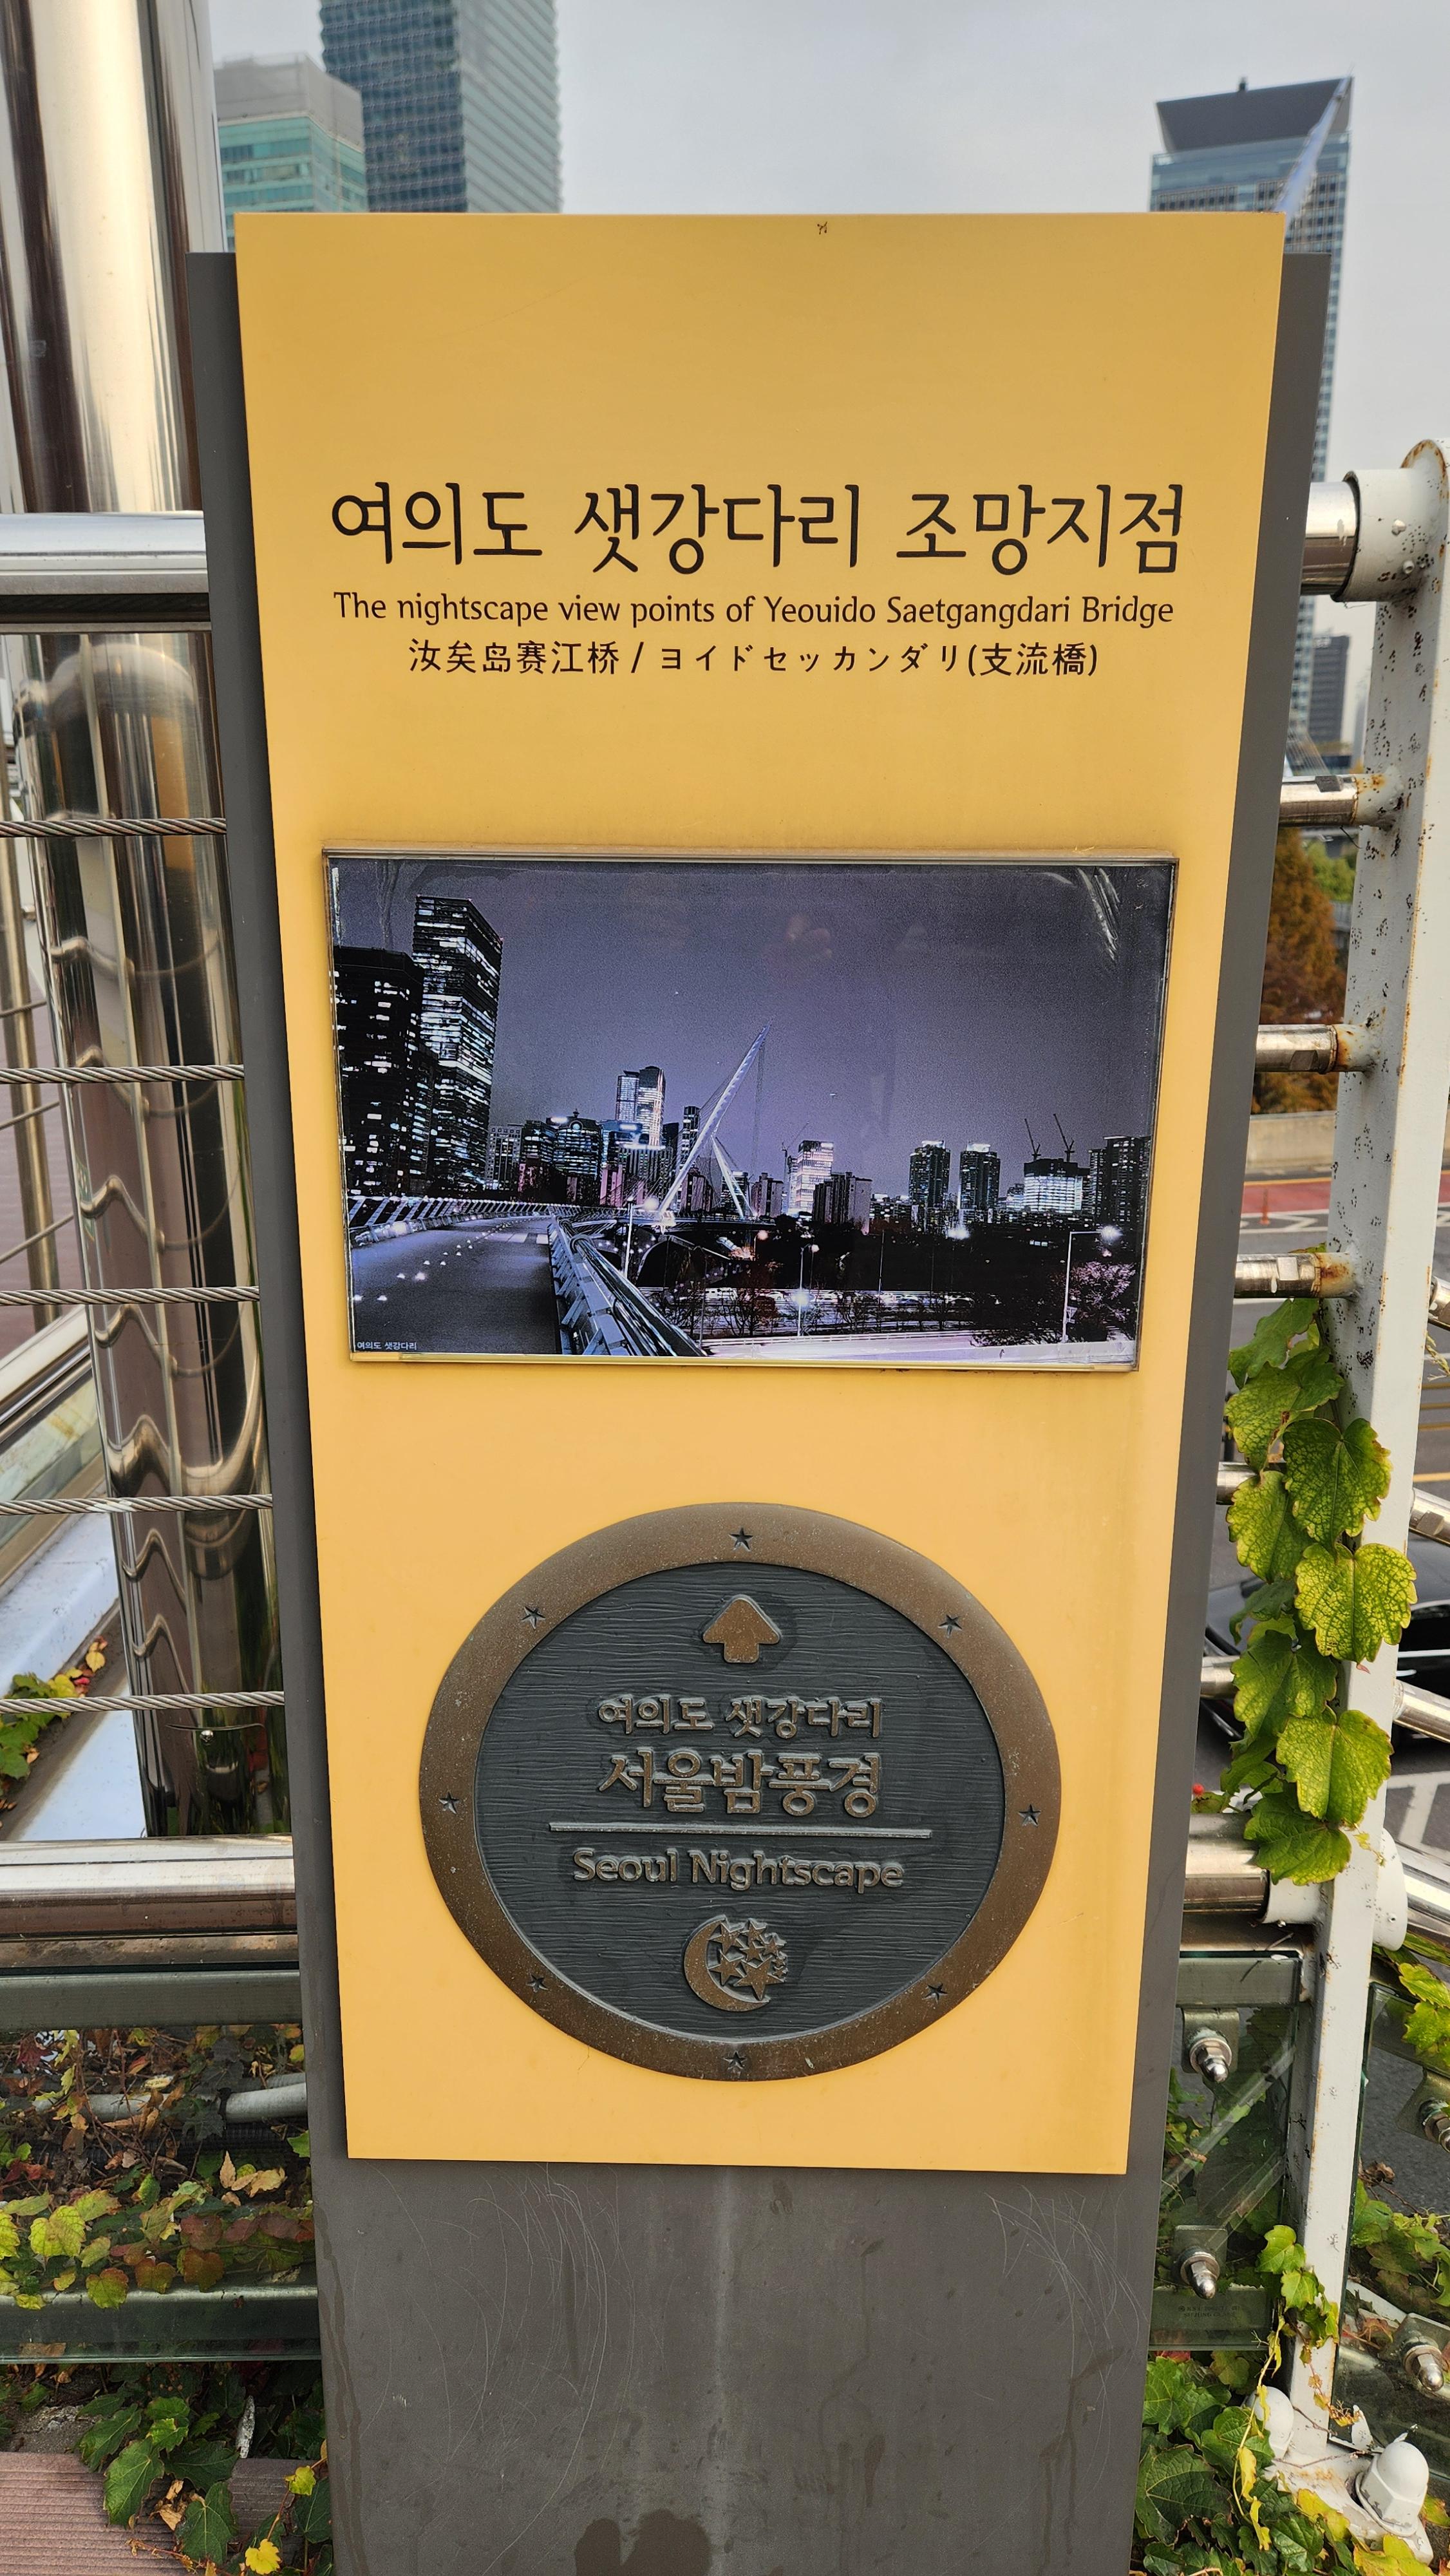 여의도 샛강다리 조망지점
The nightscape view points of Yeouido Saetgangdari Bridge
汝矣岛赛江桥 / ヨイドセッカンダリ(支流橋)
여의도 샛강다리
여의도 샛강다리
서울밤풍경
Seoul Nightscape